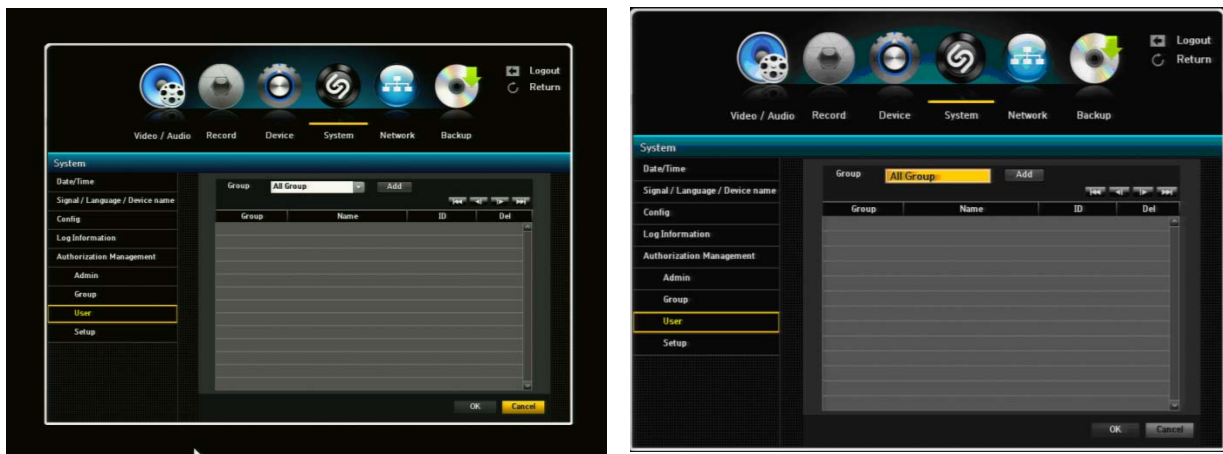 Logout
Return
Video / Audio Record Device System Network Backup
System
Date/Time
Signal / Language / Device name
Config
Log Information
Authorization Management
Admin
Group
User
Setup
Group All Group Add
Group Name ID Del
OK Cancel
Logout
Return
Video / Audio Record Device System Network Backup
System
Date/Time
Signal / Language / Device name
Config
Log Information
Authorization Management
Admin
Group
User
Setup
Group All Group Add
Group Name ID Del
OK Cancel